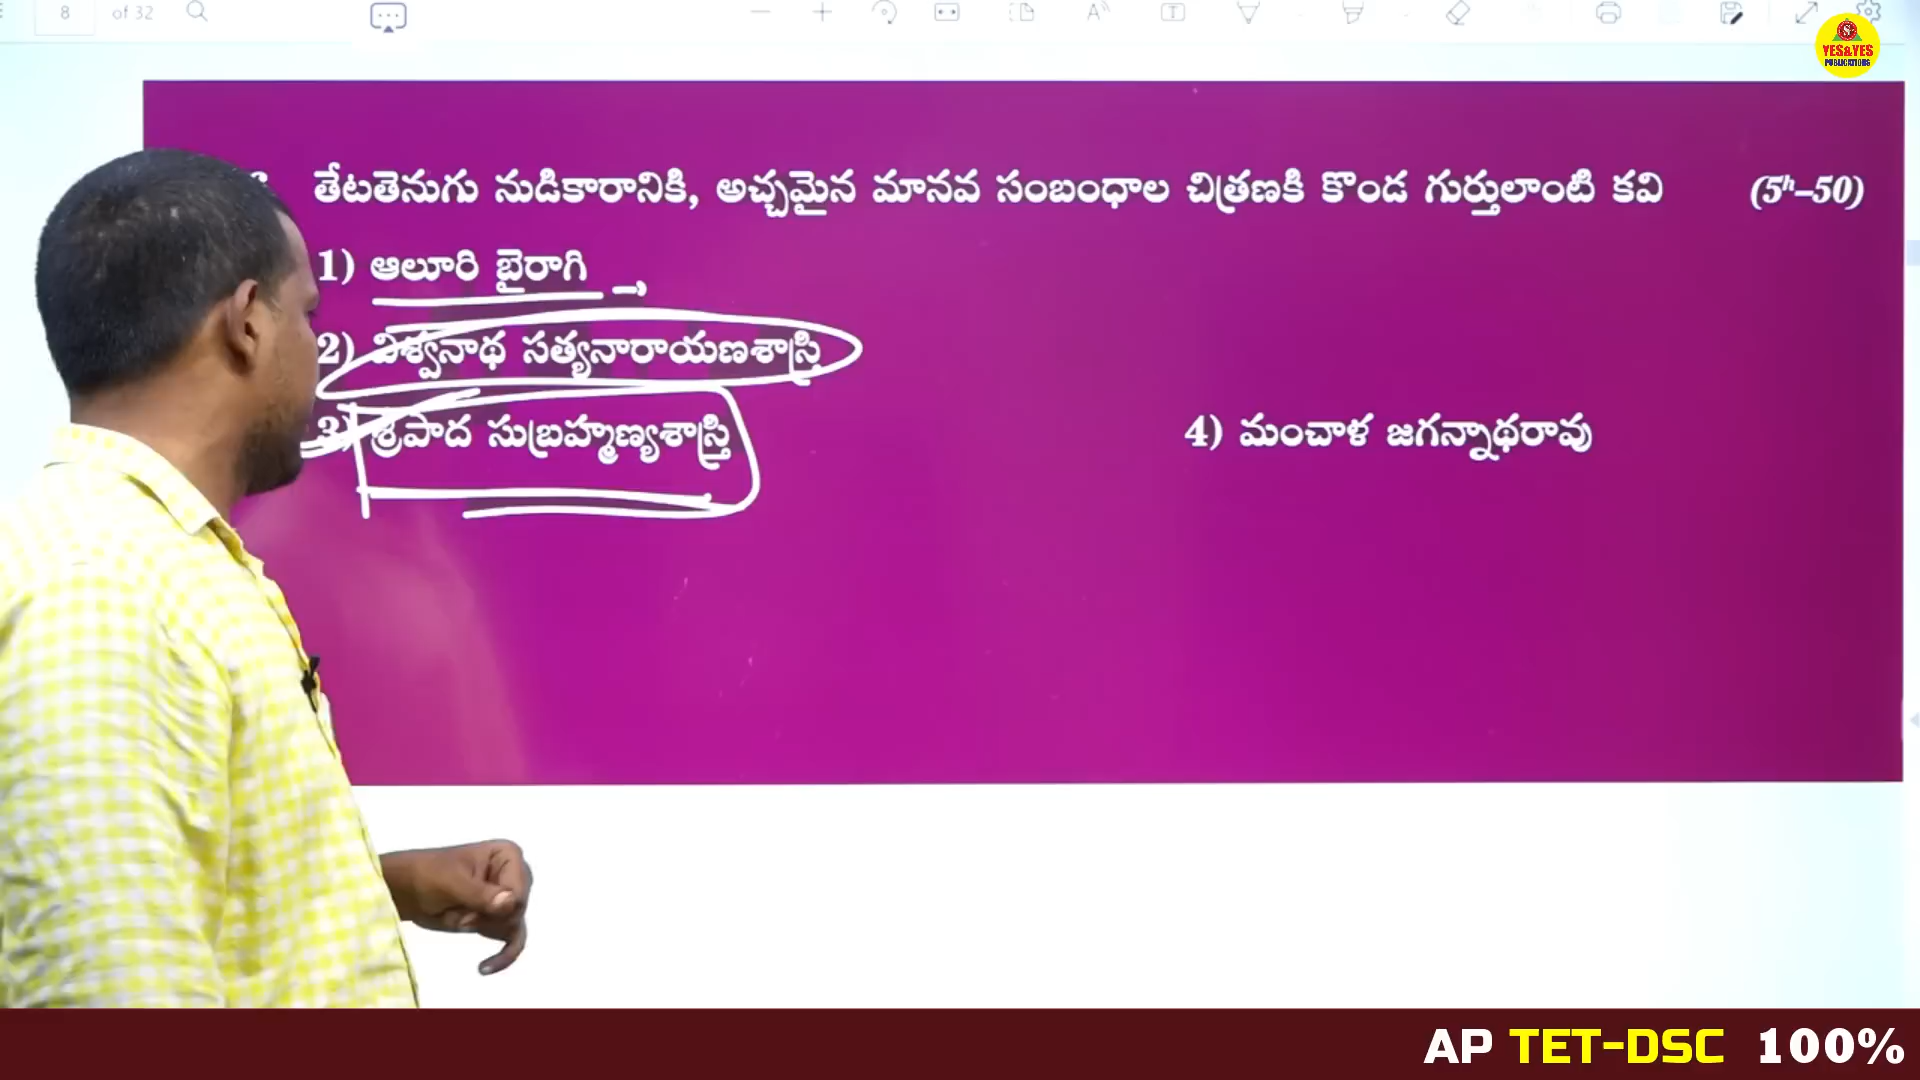 8 of 32
YES&YES
PUBLICATIONS
తేటతెనుగు నుడికారానికి, అచ్చమైన మానవ సంబంధాల చిత్రణకి కొండ గుర్తులాంటి కవి (5h–50)
1) ఆలూరి బైరాగి
2) విశ్వనాథ సత్యనారాయణశాస్త్రి
3) శ్రీపాద సుబ్రహ్మణ్యశాస్త్రి 4) మంచాళ జగన్నాథరావు
AP TET-DSC 100%